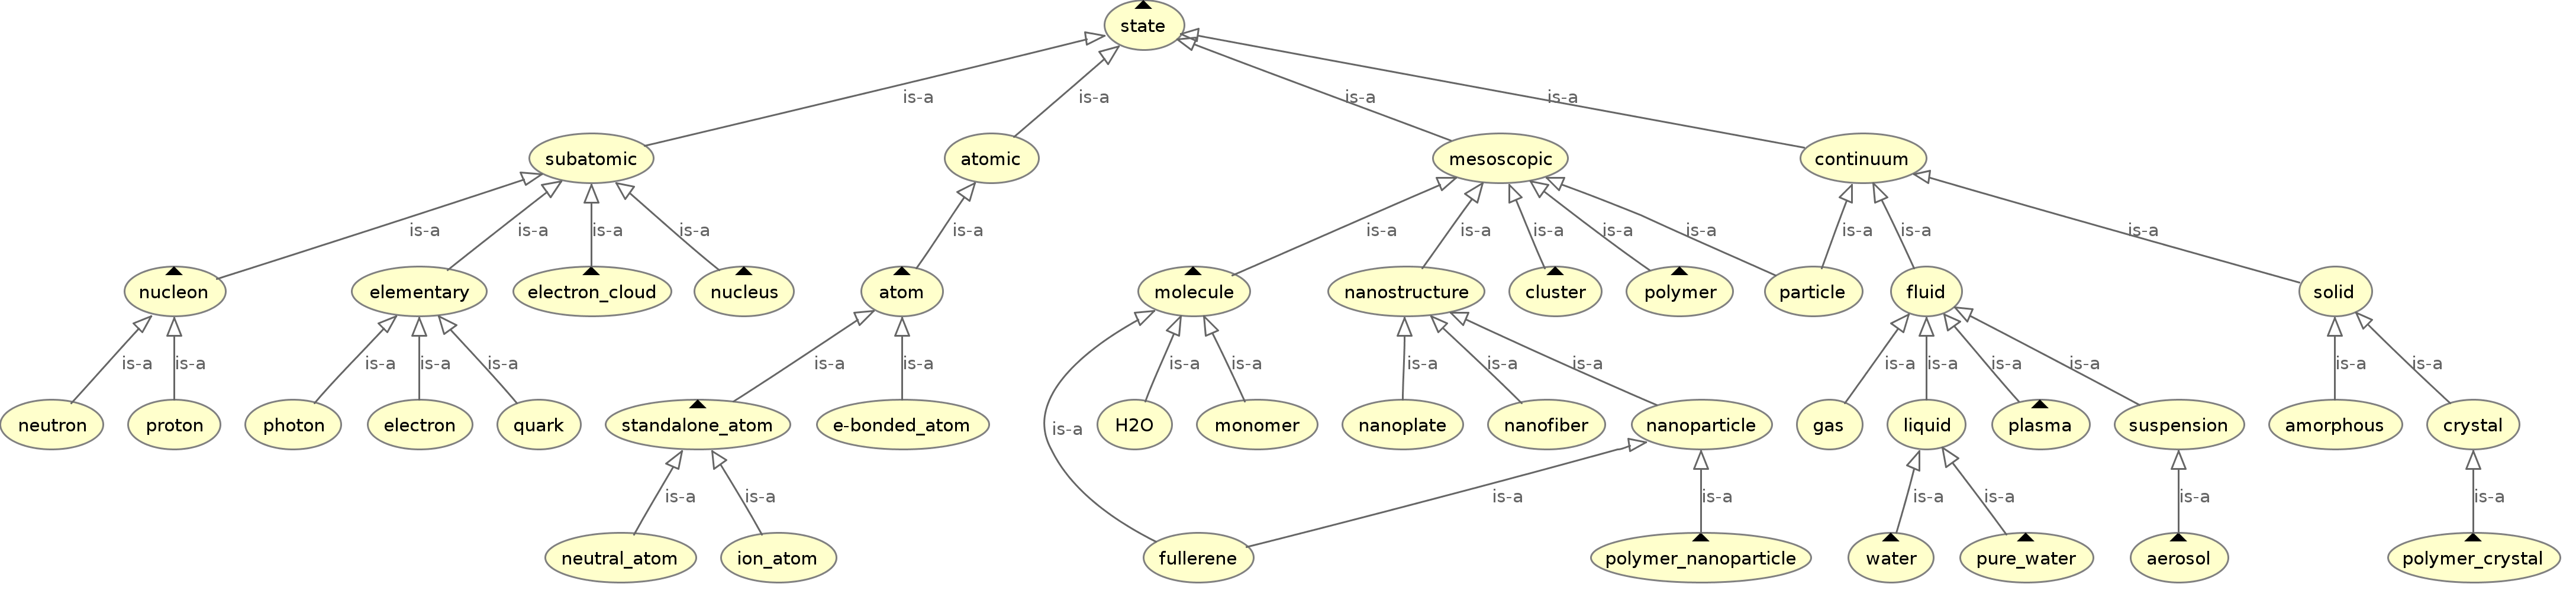 state
is-a is-a is-a is-a
subatomic atomic mesoscopic continuum
is-a is-a is-a is-a is-a is-a is-a is-a is-a is-a is-a is-a is-a
nucleon elementary electron_cloud nucleus atom molecule nanostructure cluster polymer particle fluid solid
is-a is-a is-a is-a is-a is-a is-a is-a is-a is-a is-a is-a is-a is-a is-a is-a is-a is-a
neutron proton photon electron quark standalone_atom e-bonded_atom H2O monomer nanoplate nanofiber nanoparticle gas liquid plasma suspension amorphous crystal
is-a
is-a is-a is-a is-a is-a is-a is-a is-a
neutral_atom ion_atom fullerene polymer_nanoparticle water pure_water aerosol polymer_crystal